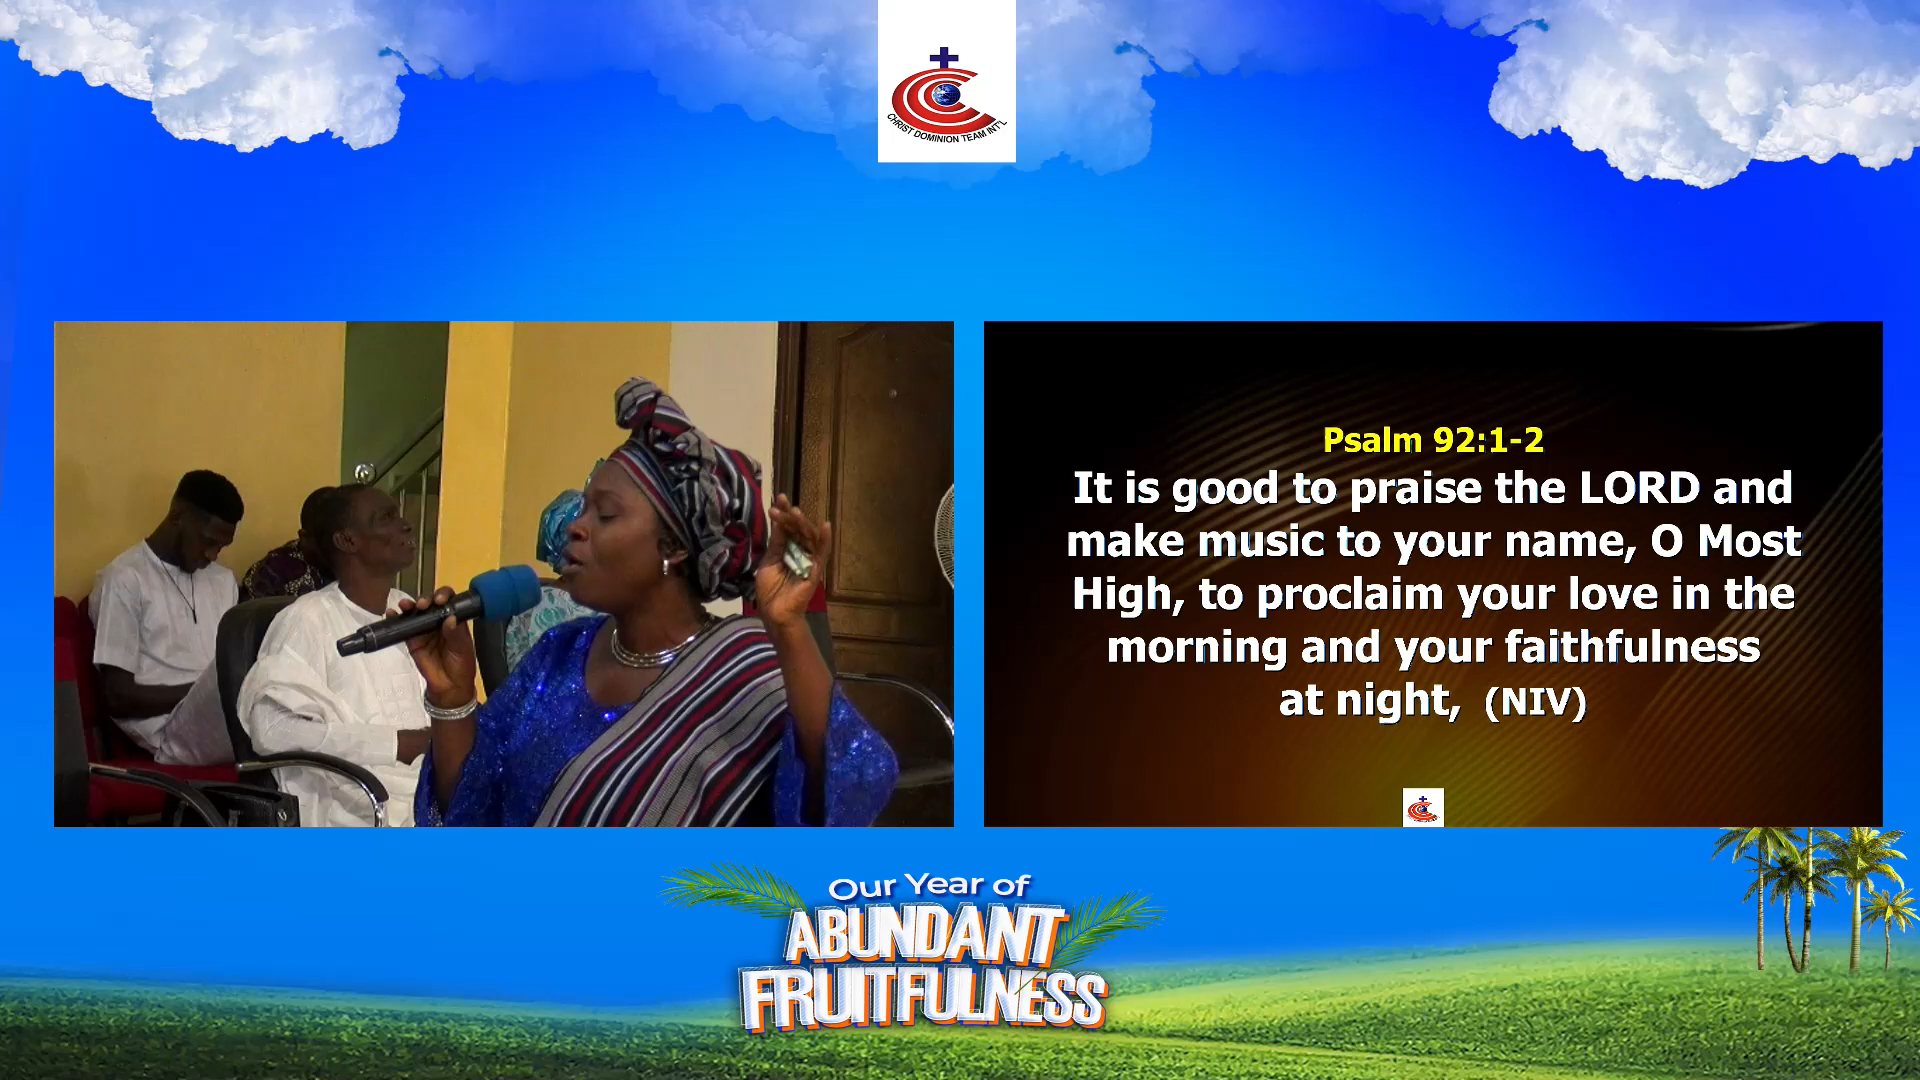 CHRIST DOMINION TEAM INT'L
Psalm 92:1-2
It is good to praise the LORD and
make music to your name, O Most
High, to proclaim your love in the
morning and your faithfulness
at night, (NIV)
Our Year of
ABUNDANT
FRUITFULNESS